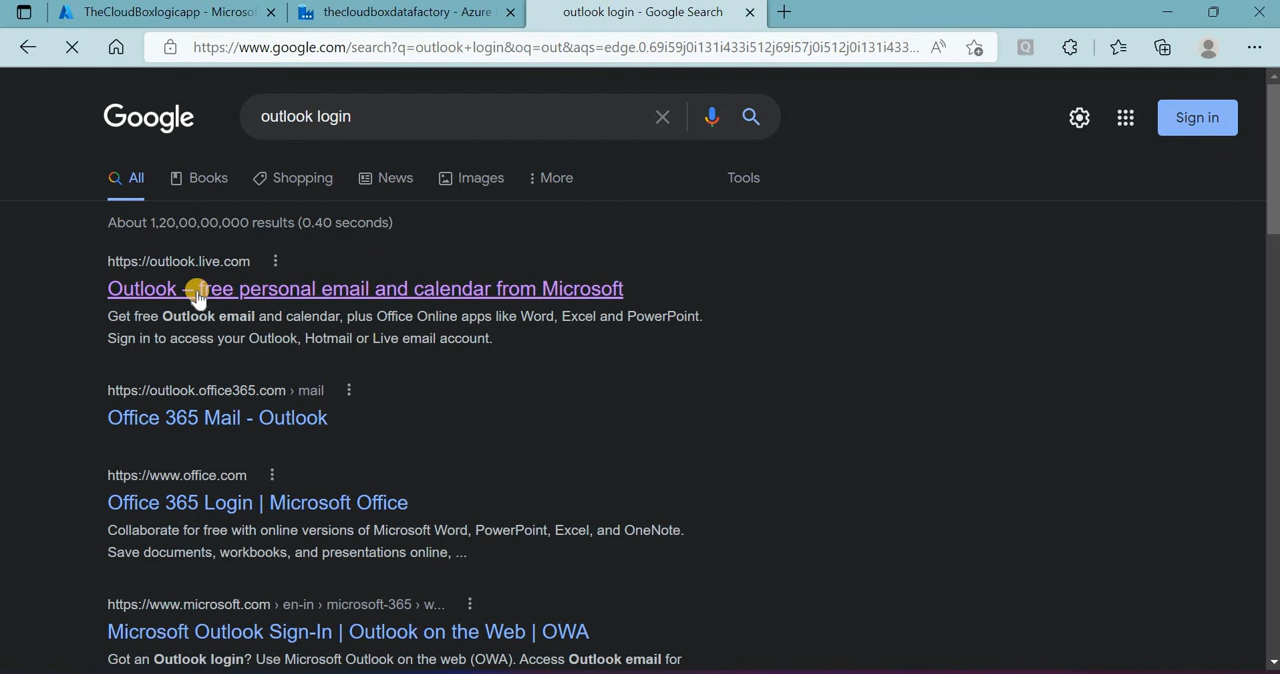 TheCloudBoxlogicapp - Microso
thecloudboxdatafactory - Azure
outlook login - Google Search
https://www.google.com/search?q=outlook+login&oq=out&aqs=edge.0.69i59j0i131i433i512j69i57j0i512j0i131i433...
Google
outlook login
Sign in
All Books Shopping News Images More Tools
About 1,20,00,00,000 results (0.40 seconds)
https://outlook.live.com
Outlook – free personal email and calendar from Microsoft
Get free Outlook email and calendar, plus Office Online apps like Word, Excel and PowerPoint.
Sign in to access your Outlook, Hotmail or Live email account.
https://outlook.office365.com › mail
Office 365 Mail - Outlook
https://www.office.com
Office 365 Login | Microsoft Office
Collaborate for free with online versions of Microsoft Word, PowerPoint, Excel, and OneNote.
Save documents, workbooks, and presentations online, ...
https://www.microsoft.com › en-in › microsoft-365 › w...
Microsoft Outlook Sign-In | Outlook on the Web | OWA
Got an Outlook login? Use Microsoft Outlook on the web (OWA). Access Outlook email for